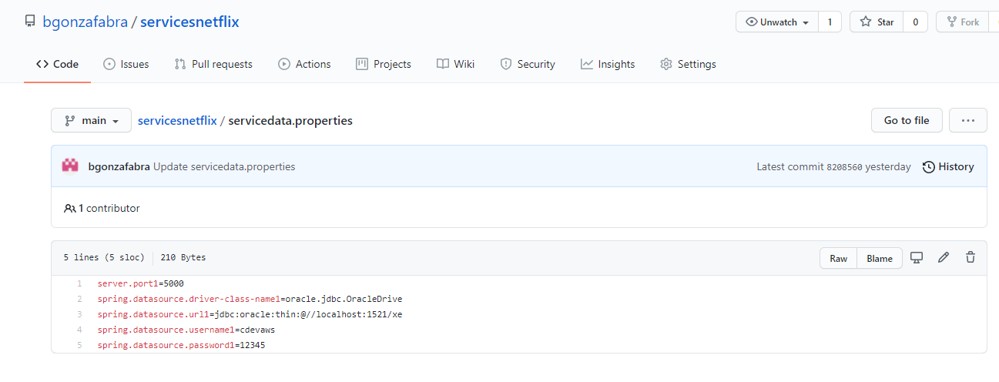 bgonzafabra / servicesnetflix
Unwatch 1 Star 0 Fork
Code Issues Pull requests Actions Projects Wiki Security Insights Settings
main servicesnetflix / servicedata.properties Go to file ...
bgonzafabra Update servicedata.properties Latest commit 8208560 yesterday History
1 contributor
5 lines (5 sloc) 210 Bytes Raw Blame
1 server.port1=5000
2 spring.datasource.driver-class-name1=oracle.jdbc.OracleDrive
3 spring.datasource.url1=jdbc:oracle:thin:@//localhost:1521/xe
4 spring.datasource.username1=cdevaws
5 spring.datasource.password1=12345